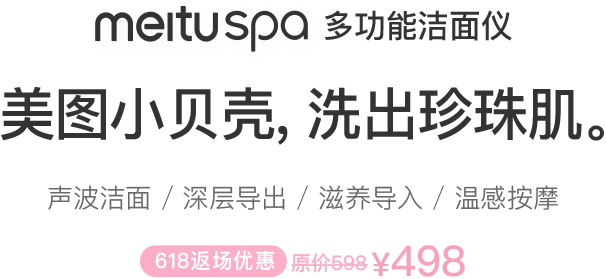 meituspa 多功能洁面仪
美图小贝壳，洗出珍珠肌。
声波洁面 / 深层导出 / 滋养导入 / 温感按摩
618返场优惠 原价598 ¥498